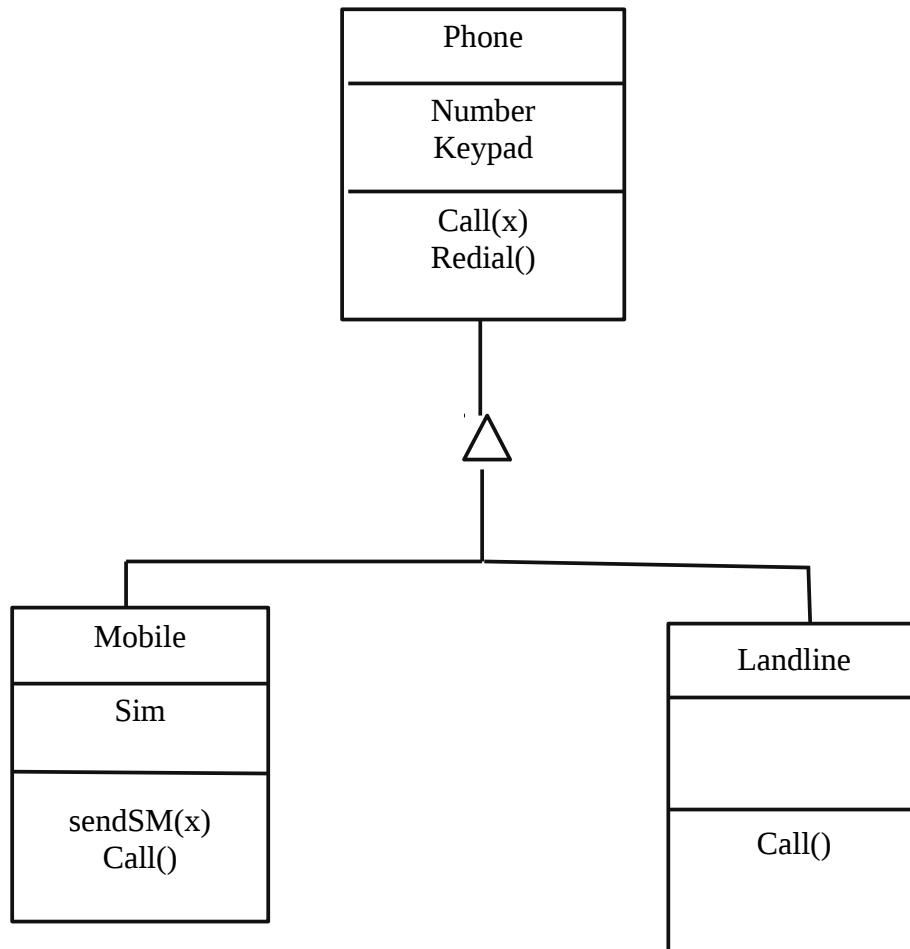 Phone
Number
Keypad
Call(x)
Redial()
Mobile
Sim
sendSM(x)
Call()
Landline
Call()